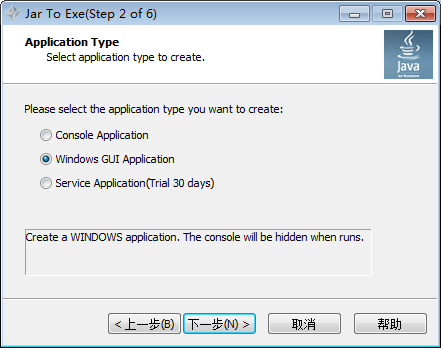 Jar To Exe(Step 2 of 6)
Application Type
Select application type to create.
Java
Please select the application type you want to create:
Console Application
Windows GUI Application
Service Application(Trial 30 days)
Create a WINDOWS application. The console will be hidden when runs.
< 上一步(B) 下一步(N) > 取消 帮助